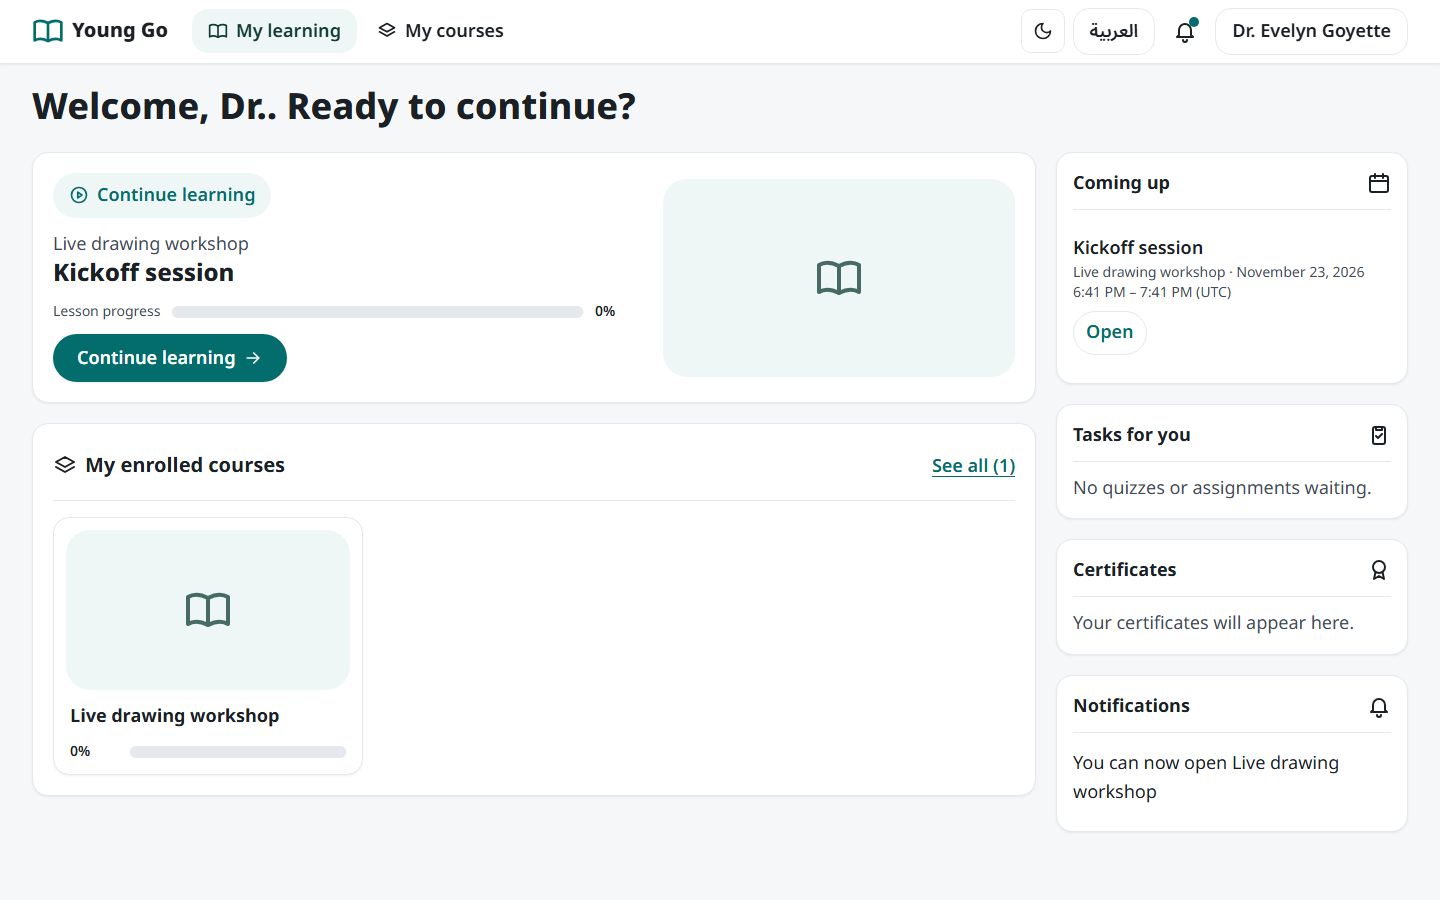 Young Go
My learning
My courses
العربية
Dr. Evelyn Goyette
Welcome, Dr.. Ready to continue?
Continue learning
Live drawing workshop
Kickoff session
Lesson progress
0%
Continue learning
My enrolled courses
See all (1)
Live drawing workshop
0%
Coming up
Kickoff session
Live drawing workshop · November 23, 2026
6:41 PM – 7:41 PM (UTC)
Open
Tasks for you
No quizzes or assignments waiting.
Certificates
Your certificates will appear here.
Notifications
You can now open Live drawing
workshop